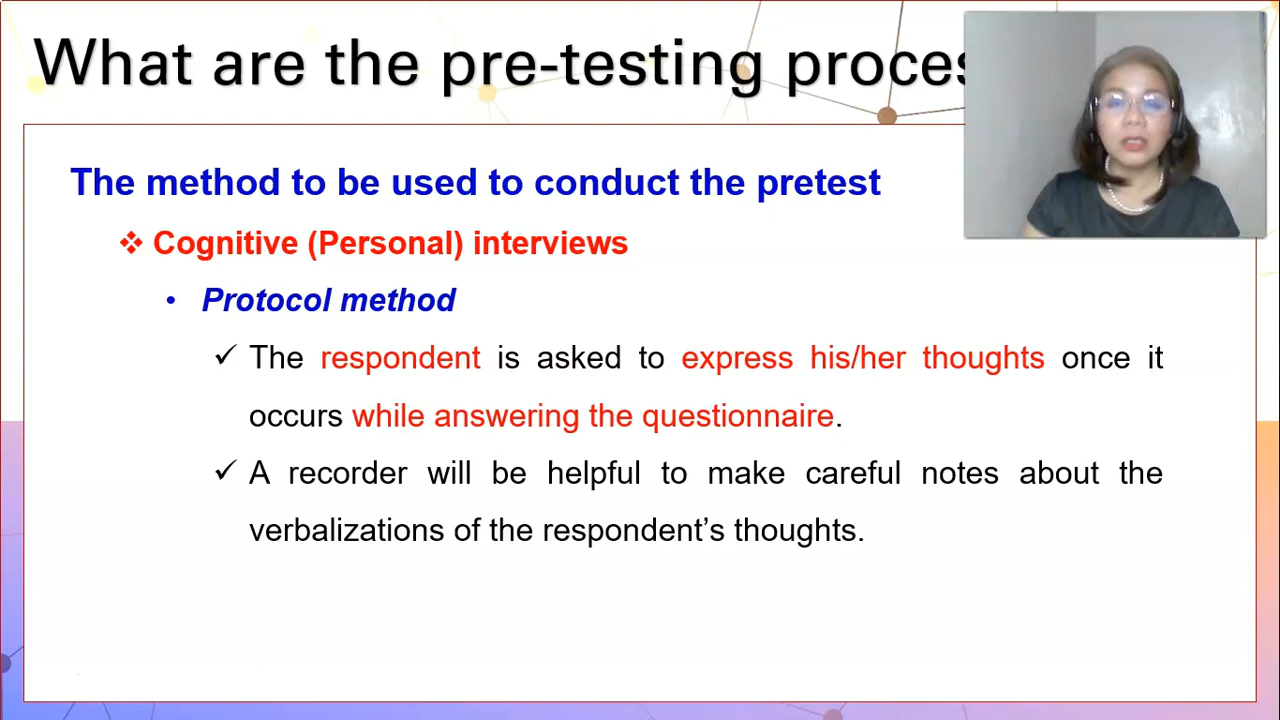 What are the pre-testing proces
The method to be used to conduct the pretest
❖ Cognitive (Personal) interviews
• Protocol method
✓ The respondent is asked to express his/her thoughts once it
occurs while answering the questionnaire.
✓ A recorder will be helpful to make careful notes about the
verbalizations of the respondent’s thoughts.